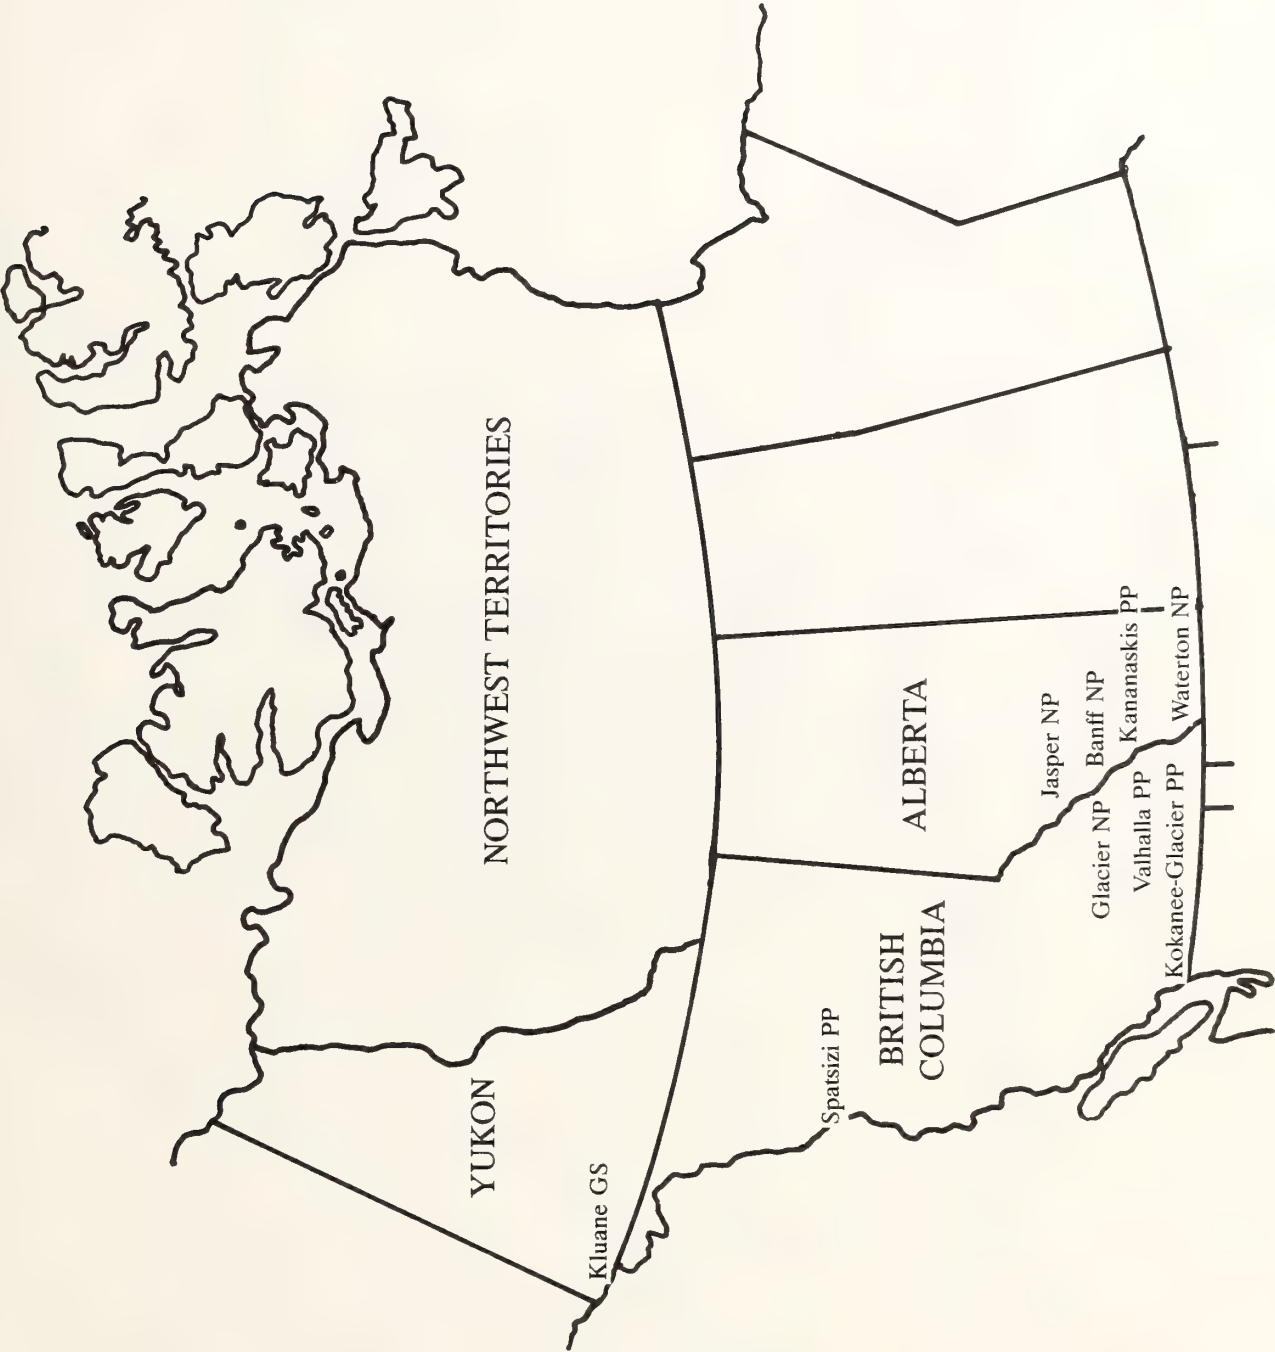 NORTHWEST TERRITORIES
YUKON
Kluane GS
Spatsizi PP
BRITISH
COLUMBIA
ALBERTA
Jasper NP
Banff NP
Kananaskis PP
Waterton NP
Glacier NP
Valhalla PP
Kokanee-Glacier PP